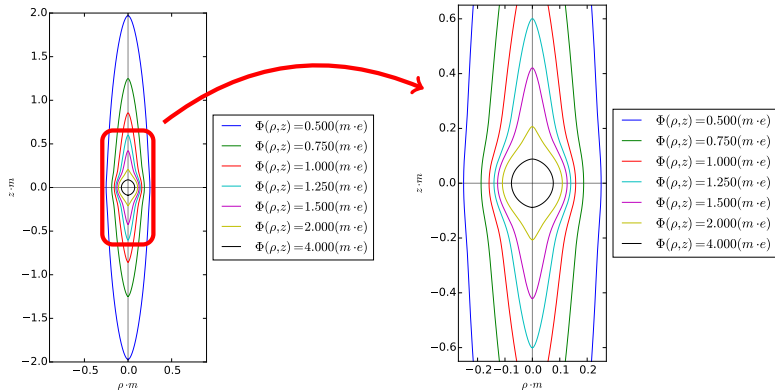 2.0
1.5
1.0
0.5
0.0
−0.5
−1.0
−1.5
−2.0
z·m
−0.5 0.0 0.5
ρ·m
Φ(ρ,z)=0.500(m·e)
Φ(ρ,z)=0.750(m·e)
Φ(ρ,z)=1.000(m·e)
Φ(ρ,z)=1.250(m·e)
Φ(ρ,z)=1.500(m·e)
Φ(ρ,z)=2.000(m·e)
Φ(ρ,z)=4.000(m·e)
0.6
0.4
0.2
0.0
−0.2
−0.4
−0.6
z·m
−0.2 −0.1 0.0 0.1 0.2
ρ·m
Φ(ρ,z)=0.500(m·e)
Φ(ρ,z)=0.750(m·e)
Φ(ρ,z)=1.000(m·e)
Φ(ρ,z)=1.250(m·e)
Φ(ρ,z)=1.500(m·e)
Φ(ρ,z)=2.000(m·e)
Φ(ρ,z)=4.000(m·e)